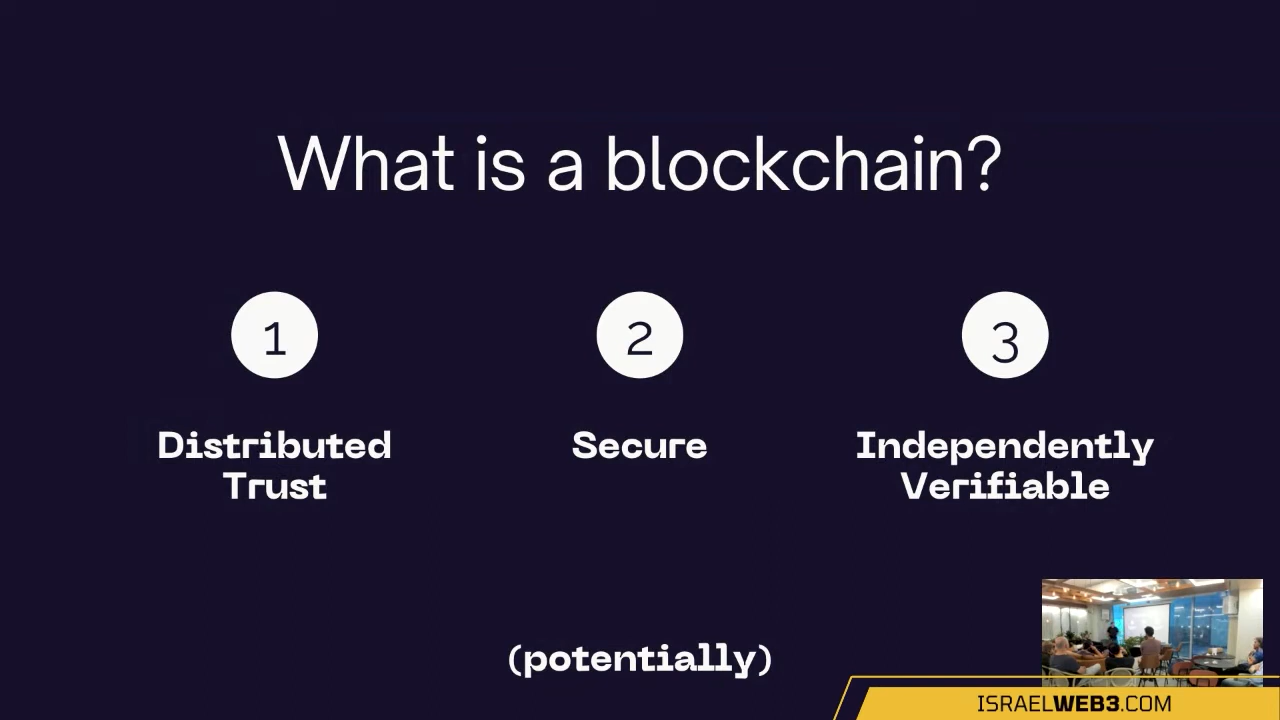 What is a blockchain?
1
2
3
Distributed
Trust
Secure
Independently
Verifiable
(potentially)
ISRAELWEB3.COM